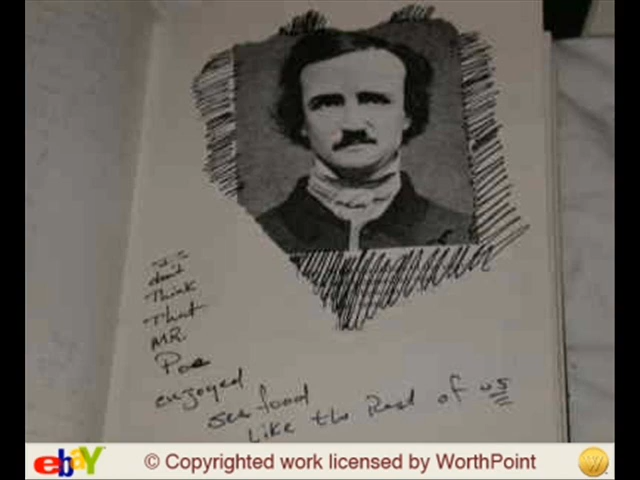 I
don't
Think
That
MR.
Poe
enjoyed
sea food
Like the Rest of us
ebay
© Copyrighted work licensed by WorthPoint
W